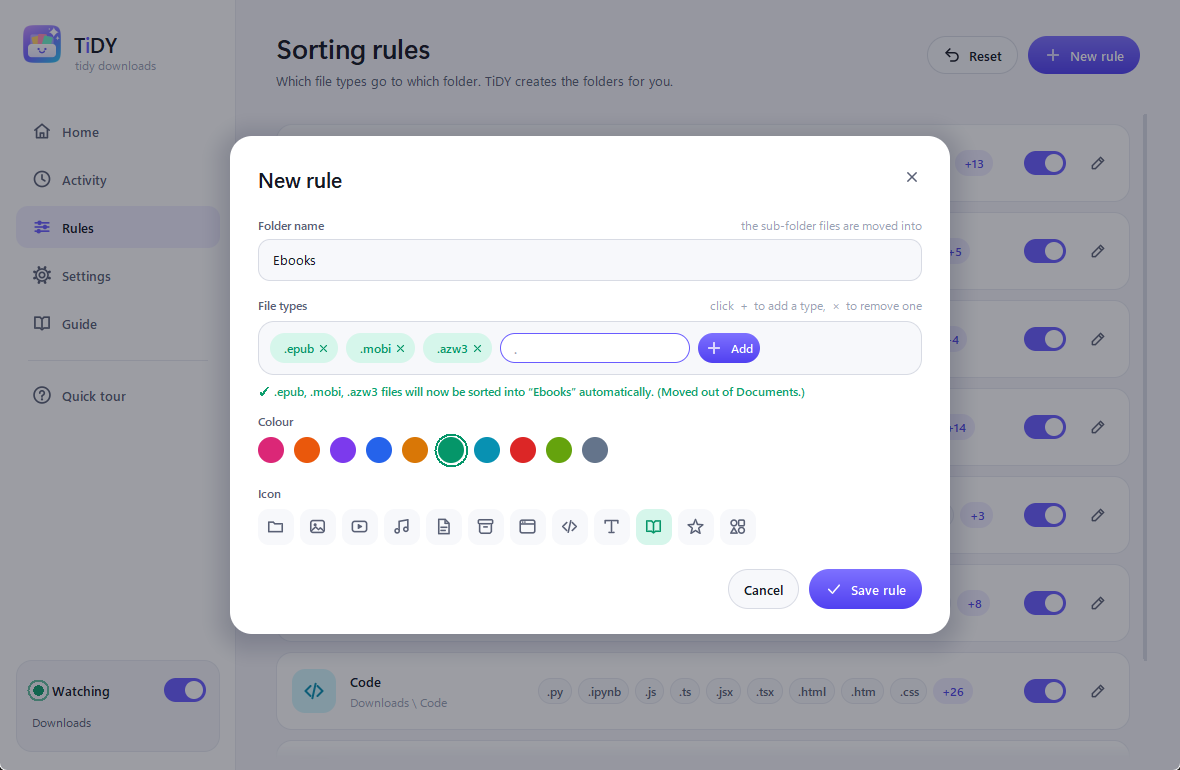 TiDY
tidy downloads
Home
Activity
Rules
Settings
Guide
Quick tour
Watching
Downloads
Sorting rules
Which file types go to which folder. TiDY creates the folders for you.
Reset
+ New rule
+13
+5
-4
+14
+3
+8
New rule
Folder name
the sub-folder files are moved into
Ebooks
File types
click + to add a type, × to remove one
.epub × .mobi × .azw3 × . + Add
✓ .epub, .mobi, .azw3 files will now be sorted into “Ebooks” automatically. (Moved out of Documents.)
Colour
Icon
Cancel
✓ Save rule
Code
Downloads \ Code
.py .ipynb .js .ts .jsx .tsx .html .htm .css +26